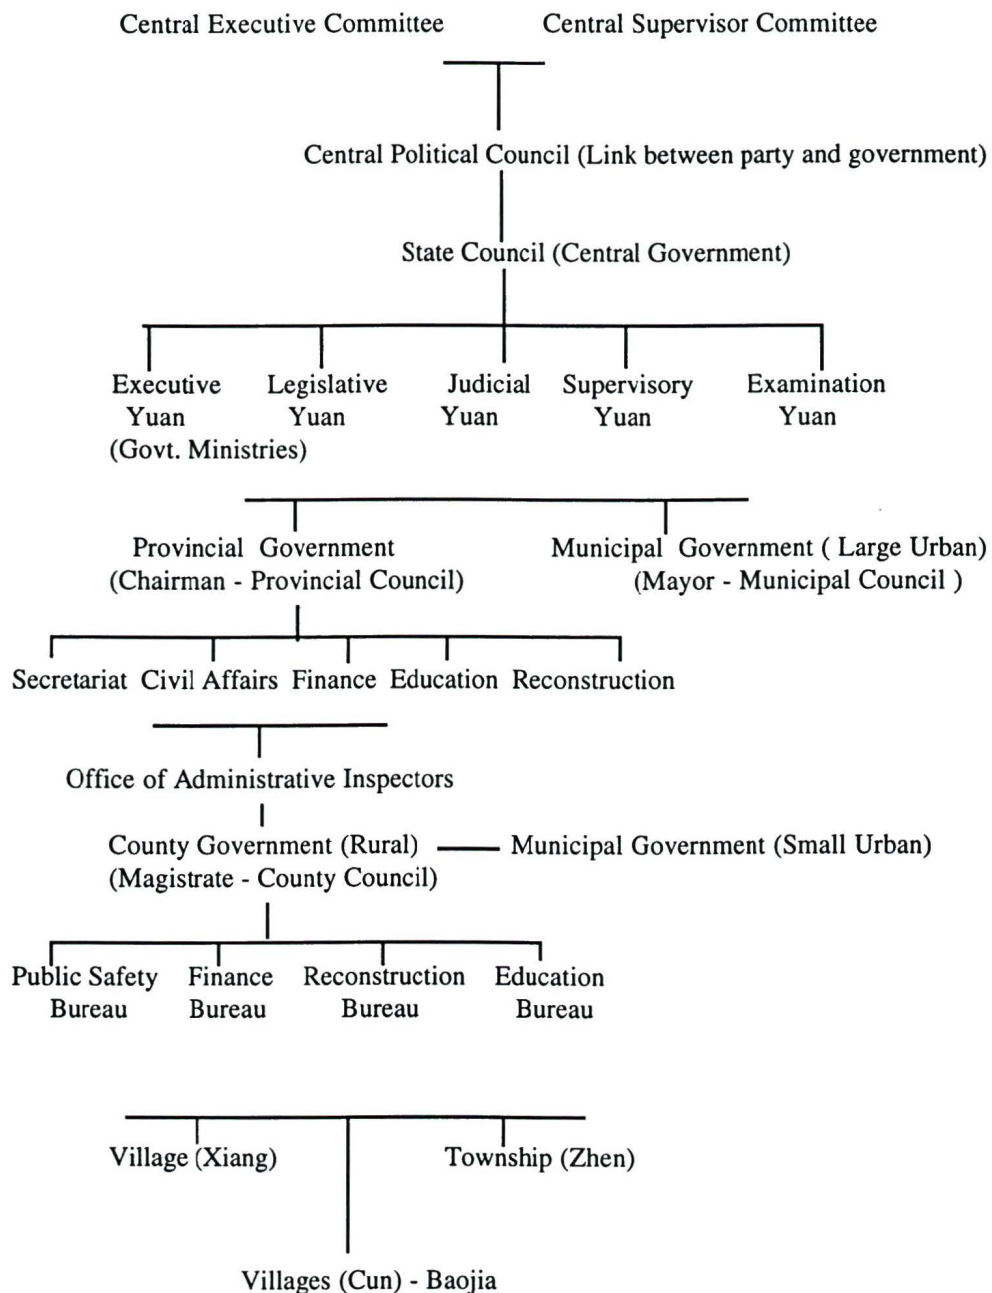 Central Executive Committee Central Supervisor Committee
Central Political Council (Link between party and government)
State Council (Central Government)
Executive Legislative Judicial Supervisory Examination
Yuan Yuan Yuan Yuan Yuan
(Govt. Ministries)
Provincial Government Municipal Government ( Large Urban)
(Chairman - Provincial Council) (Mayor - Municipal Council )
Secretariat Civil Affairs Finance Education Reconstruction
Office of Administrative Inspectors
County Government (Rural) Municipal Government (Small Urban)
(Magistrate - County Council)
Public Safety Finance Reconstruction Education
Bureau Bureau Bureau Bureau
Village (Xiang) Township (Zhen)
Villages (Cun) - Baojia